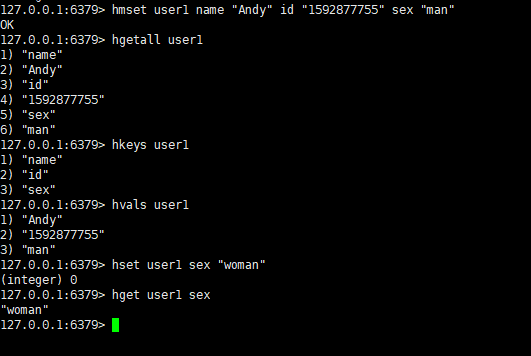 127.0.0.1:6379> hmset user1 name "Andy" id "1592877755" sex "man"
OK
127.0.0.1:6379> hgetall user1
1) "name"
2) "Andy"
3) "id"
4) "1592877755"
5) "sex"
6) "man"
127.0.0.1:6379> hkeys user1
1) "name"
2) "id"
3) "sex"
127.0.0.1:6379> hvals user1
1) "Andy"
2) "1592877755"
3) "man"
127.0.0.1:6379> hset user1 sex "woman"
(integer) 0
127.0.0.1:6379> hget user1 sex
"woman"
127.0.0.1:6379>